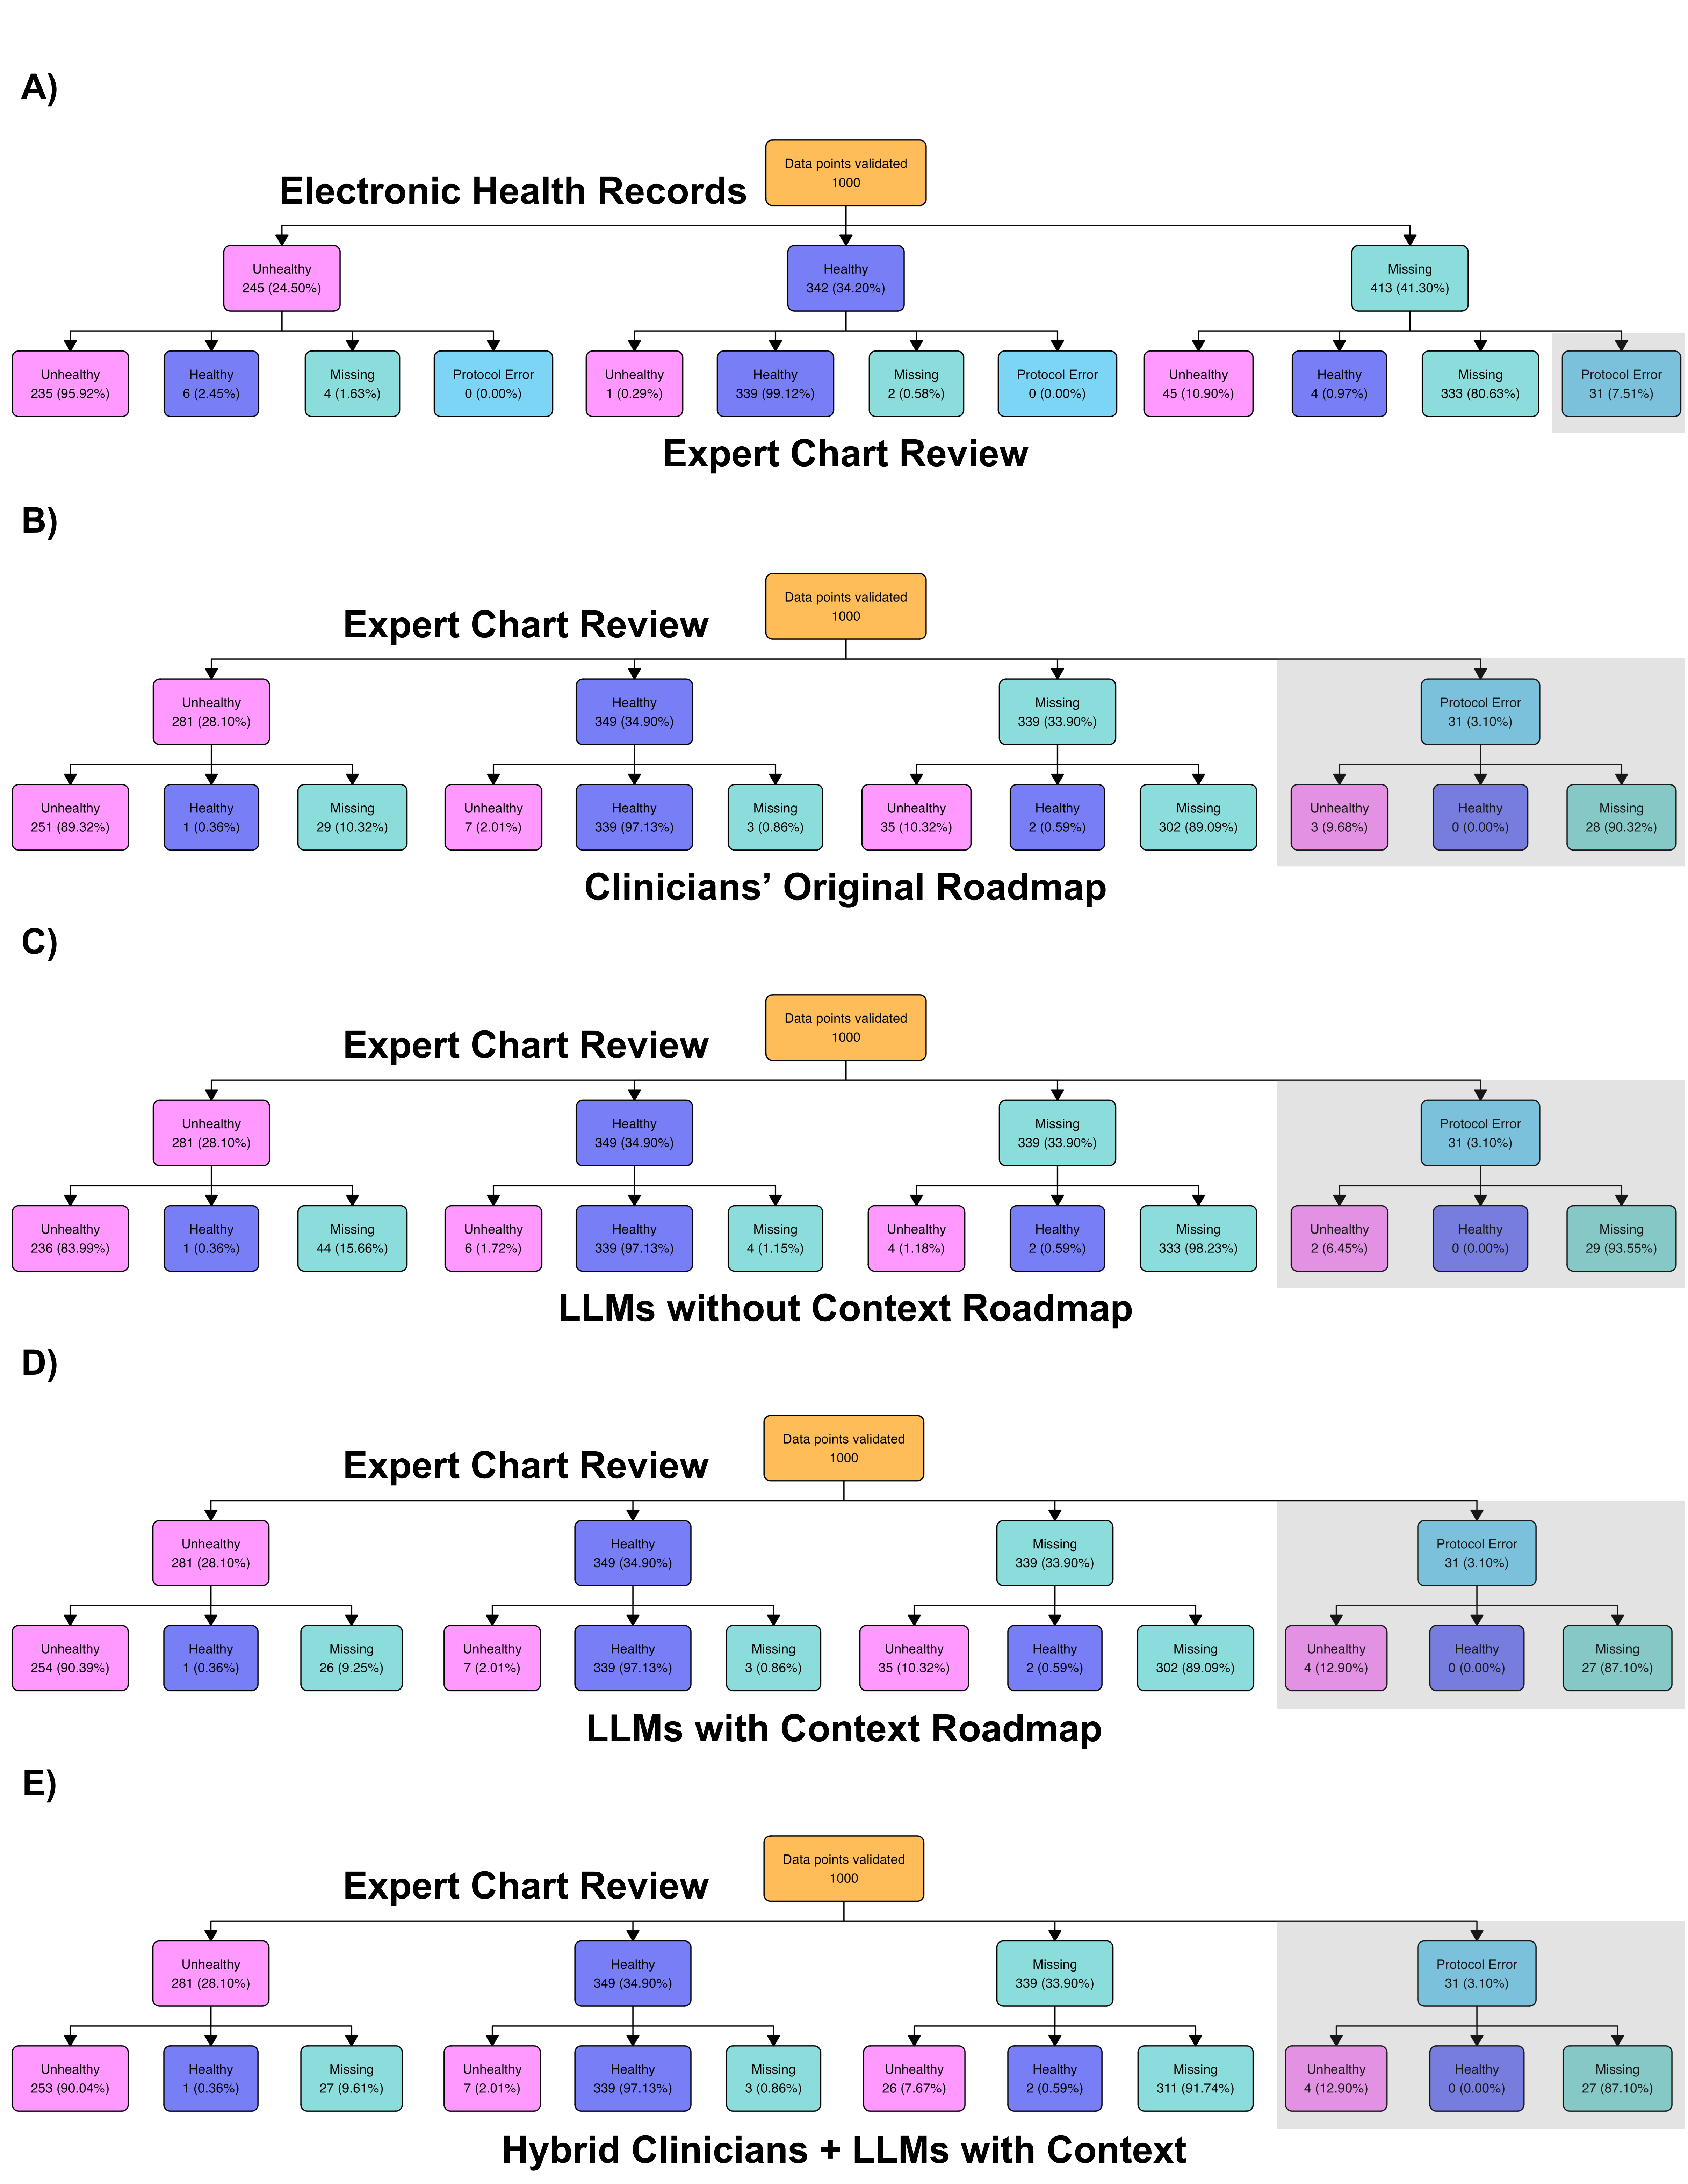 A)
Data points validated
1000
Electronic Health Records
Unhealthy
245 (24.50%)
Healthy
342 (34.20%)
Missing
413 (41.30%)
Unhealthy
235 (95.92%)
Healthy
6 (2.45%)
Missing
4 (1.63%)
Protocol Error
0 (0.00%)
Unhealthy
1 (0.29%)
Healthy
339 (99.12%)
Missing
2 (0.58%)
Protocol Error
0 (0.00%)
Unhealthy
45 (10.90%)
Healthy
4 (0.97%)
Missing
333 (80.63%)
Protocol Error
31 (7.51%)
Expert Chart Review
B)
Data points validated
1000
Expert Chart Review
Unhealthy
281 (28.10%)
Healthy
349 (34.90%)
Missing
339 (33.90%)
Protocol Error
31 (3.10%)
Unhealthy
251 (89.32%)
Healthy
1 (0.36%)
Missing
29 (10.32%)
Unhealthy
7 (2.01%)
Healthy
339 (97.13%)
Missing
3 (0.86%)
Unhealthy
35 (10.32%)
Healthy
2 (0.59%)
Missing
302 (89.09%)
Unhealthy
3 (9.68%)
Healthy
0 (0.00%)
Missing
28 (90.32%)
Clinicians’ Original Roadmap
C)
Data points validated
1000
Expert Chart Review
Unhealthy
281 (28.10%)
Healthy
349 (34.90%)
Missing
339 (33.90%)
Protocol Error
31 (3.10%)
Unhealthy
236 (83.99%)
Healthy
1 (0.36%)
Missing
44 (15.66%)
Unhealthy
6 (1.72%)
Healthy
339 (97.13%)
Missing
4 (1.15%)
Unhealthy
4 (1.18%)
Healthy
2 (0.59%)
Missing
333 (98.23%)
Unhealthy
2 (6.45%)
Healthy
0 (0.00%)
Missing
29 (93.55%)
LLMs without Context Roadmap
D)
Data points validated
1000
Expert Chart Review
Unhealthy
281 (28.10%)
Healthy
349 (34.90%)
Missing
339 (33.90%)
Protocol Error
31 (3.10%)
Unhealthy
254 (90.39%)
Healthy
1 (0.36%)
Missing
26 (9.25%)
Unhealthy
7 (2.01%)
Healthy
339 (97.13%)
Missing
3 (0.86%)
Unhealthy
35 (10.32%)
Healthy
2 (0.59%)
Missing
302 (89.09%)
Unhealthy
4 (12.90%)
Healthy
0 (0.00%)
Missing
27 (87.10%)
LLMs with Context Roadmap
E)
Data points validated
1000
Expert Chart Review
Unhealthy
281 (28.10%)
Healthy
349 (34.90%)
Missing
339 (33.90%)
Protocol Error
31 (3.10%)
Unhealthy
253 (90.04%)
Healthy
1 (0.36%)
Missing
27 (9.61%)
Unhealthy
7 (2.01%)
Healthy
339 (97.13%)
Missing
3 (0.86%)
Unhealthy
26 (7.67%)
Healthy
2 (0.59%)
Missing
311 (91.74%)
Unhealthy
4 (12.90%)
Healthy
0 (0.00%)
Missing
27 (87.10%)
Hybrid Clinicians + LLMs with Context